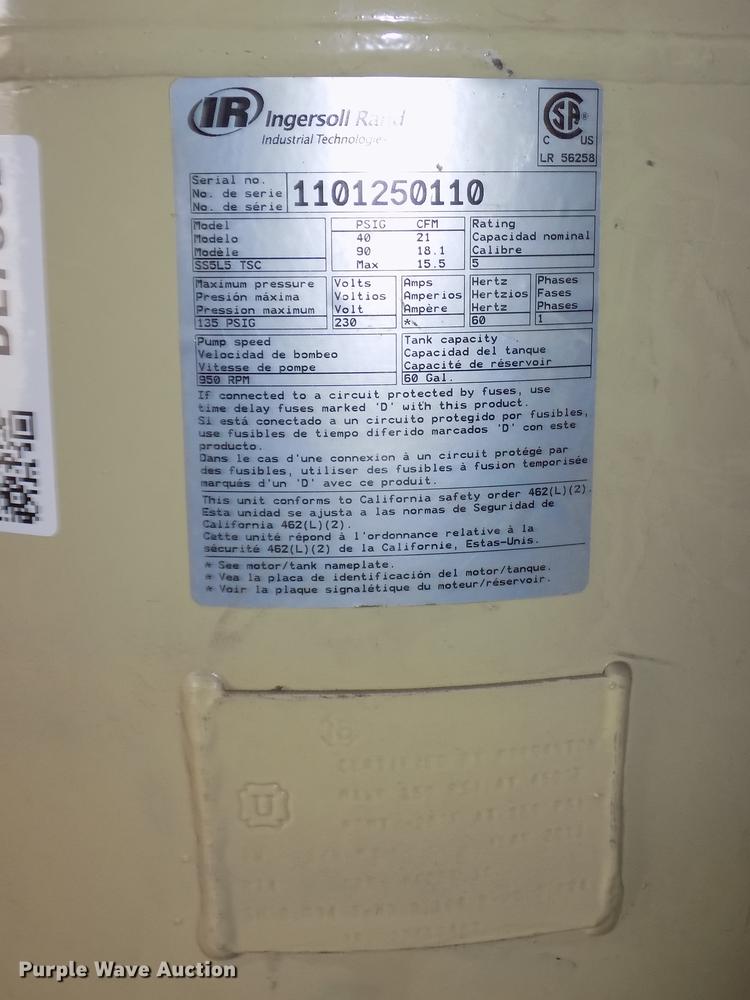 IR Ingersoll Rand
Industrial Technologies
CSA ®
C US
LR 56258
Serial no.
No. de serie
No. de série
1101250110
Model
Modelo
Modèle
SS5L5 TSC
PSIG CFM
40 21
90 18.1
Max 15.5
Rating
Capacidad nominal
Calibre
5
Maximum pressure
Presión máxima
Pression maximum
135 PSIG
Volts
Voltios
Volt
230
Amps
Amperios
Ampère
*
Hertz
Hertzios
Hertz
60
Phases
Fases
Phases
1
Pump speed
Velocidad de bombeo
Vitesse de pompe
950 RPM
Tank capacity
Capacidad del tanque
Capacité de réservoir
60 Gal.
If connected to a circuit protected by fuses, use
time delay fuses marked 'D' with this product.
Si está conectado a un circuito protegido por fusibles,
use fusibles de tiempo diferido marcados 'D' con este
producto.
Dans le cas d'une connexion à un circuit protégé par
des fusibles, utiliser des fusibles à fusion temporisée
marqués d'un 'D' avec ce produit.
This unit conforms to California safety order 462(L)(2).
Esta unidad se ajusta a las normas de Seguridad de
California 462(L)(2).
Cette unité répond à l'ordonnance relative à la
sécurité 462(L)(2) de la Californie, Estas-Unis.
* See motor/tank nameplate.
* Vea la placa de identificación del motor/tanque.
* Voir la plaque signalétique du moteur/réservoir.
U
Purple Wave Auction